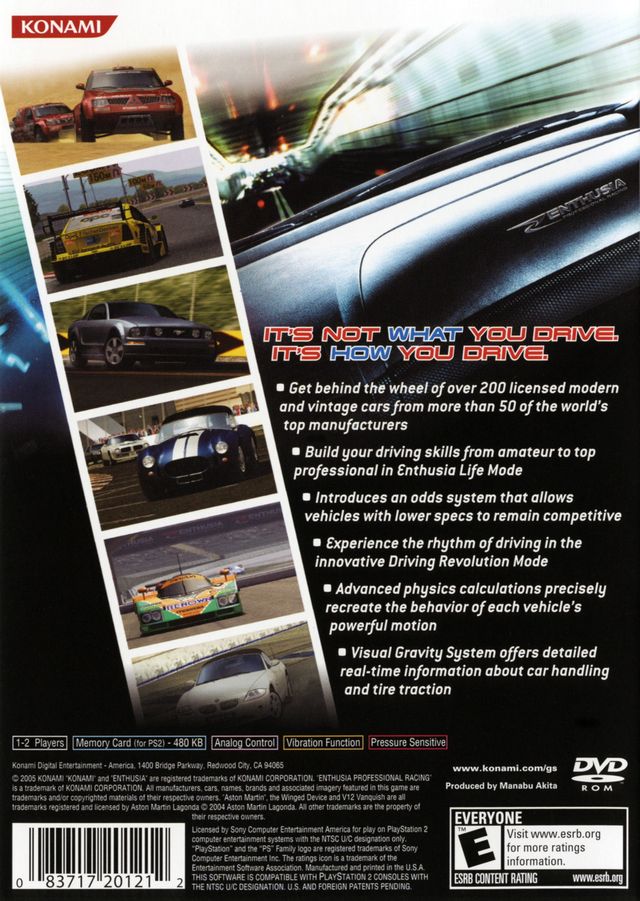 KONAMI
ENTHUSIA
PROFESSIONAL RACING
IT'S NOT WHAT YOU DRIVE.
IT'S HOW YOU DRIVE.
Get behind the wheel of over 200 licensed modern
and vintage cars from more than 50 of the world's
top manufacturers
Build your driving skills from amateur to top
professional in Enthusia Life Mode
Introduces an odds system that allows
vehicles with lower specs to remain competitive
Experience the rhythm of driving in the
innovative Driving Revolution Mode
Advanced physics calculations precisely
recreate the behavior of each vehicle's
powerful motion
Visual Gravity System offers detailed
real-time information about car handling
and tire traction
1-2 Players
Memory Card (for PS2) - 480 KB
Analog Control
Vibration Function
Pressure Sensitive
Konami Digital Entertainment - America, 1400 Bridge Parkway, Redwood City, CA 94065
© 2005 KONAMI "KONAMI" and "ENTHUSIA" are registered trademarks of KONAMI CORPORATION. "ENTHUSIA PROFESSIONAL RACING"
is a trademark of KONAMI CORPORATION. All manufacturers, cars, names, brands and associated imagery featured in this game are
trademarks and/or copyrighted materials of their respective owners. "Aston Martin", the Winged Device and V12 Vanquish are all
trademarks registered and licensed by Aston Martin Lagonda © 2004 Aston Martin Lagonda. All other trademarks are the property of
their respective owners.
www.konami.com/gs
Produced by Manabu Akita
DVD
ROM
Licensed by Sony Computer Entertainment America for play on PlayStation 2
computer entertainment systems with the NTSC U/C designation only.
"PlayStation" and the "PS" Family logo are registered trademarks of Sony
Computer Entertainment Inc. The ratings icon is a trademark of the
Entertainment Software Association. Manufactured and printed in the U.S.A.
THIS SOFTWARE IS COMPATIBLE WITH PLAYSTATION 2 CONSOLES WITH
THE NTSC U/C DESIGNATION. U.S. AND FOREIGN PATENTS PENDING.
0 83717 20121 2
EVERYONE
E
Visit www.esrb.org
for more ratings
information.
ESRB CONTENT RATING
www.esrb.org